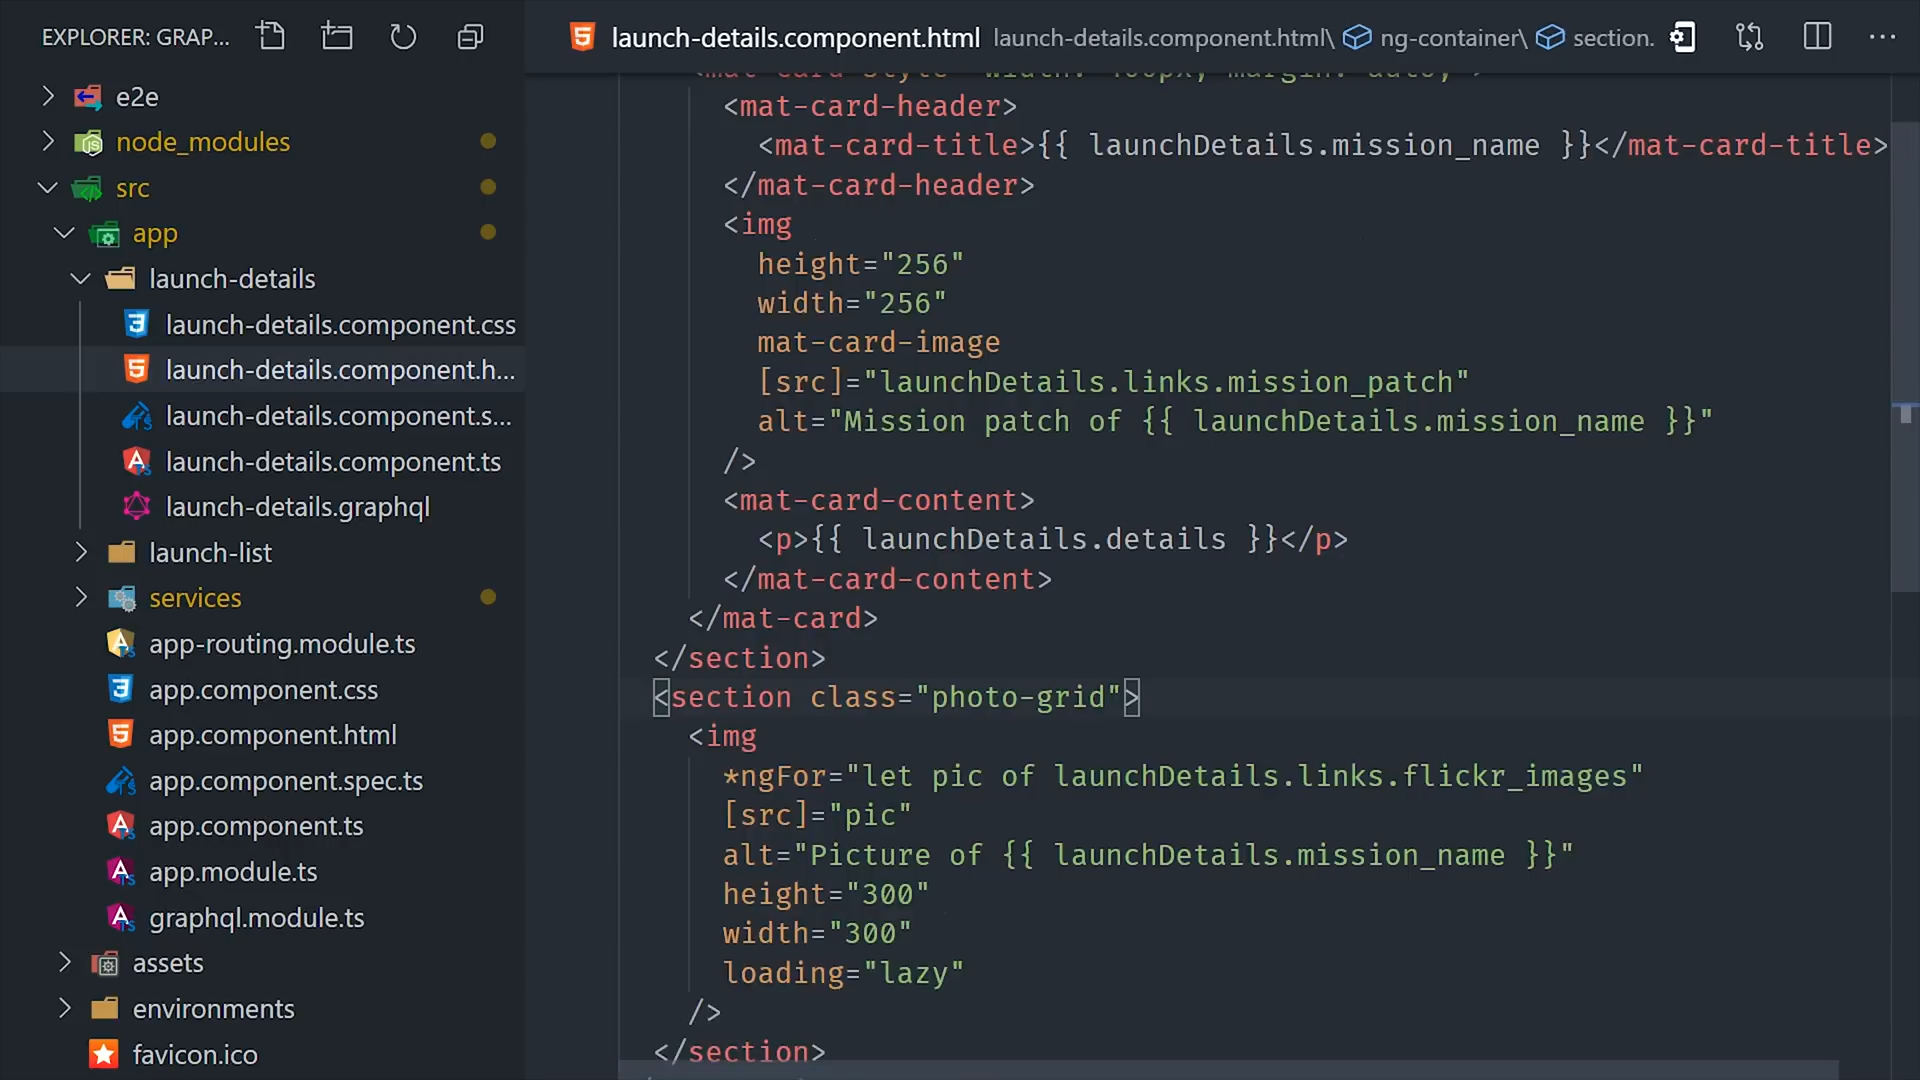 EXPLORER: GRAP...
e2e
node_modules
src
app
launch-details
launch-details.component.css
launch-details.component.h...
launch-details.component.s...
launch-details.component.ts
launch-details.graphql
launch-list
services
app-routing.module.ts
app.component.css
app.component.html
app.component.spec.ts
app.component.ts
app.module.ts
graphql.module.ts
assets
environments
favicon.ico
launch-details.component.html launch-details.component.html\ ng-container\ section.
<mat-card-header>
<mat-card-title>{{ launchDetails.mission_name }}</mat-card-title>
</mat-card-header>
<img
height="256"
width="256"
mat-card-image
[src]="launchDetails.links.mission_patch"
alt="Mission patch of {{ launchDetails.mission_name }}"
/>
<mat-card-content>
<p>{{ launchDetails.details }}</p>
</mat-card-content>
</mat-card>
</section>
<section class="photo-grid">
<img
*ngFor="let pic of launchDetails.links.flickr_images"
[src]="pic"
alt="Picture of {{ launchDetails.mission_name }}"
height="300"
width="300"
loading="lazy"
/>
</section>